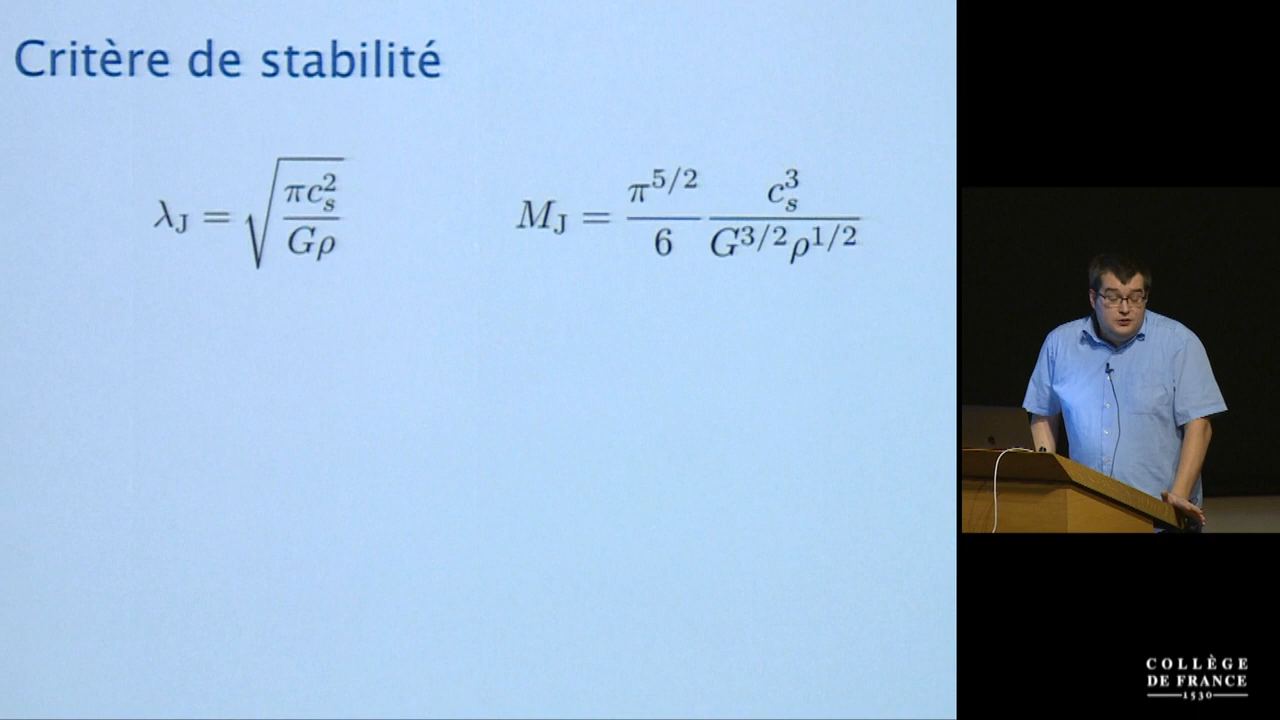 Critère de stabilité
λ_J = √(πc_s²/Gρ)
M_J = π^{5/2}/6 c_s³/G^{3/2}ρ^{1/2}
COLLÈGE
DE FRANCE
1530